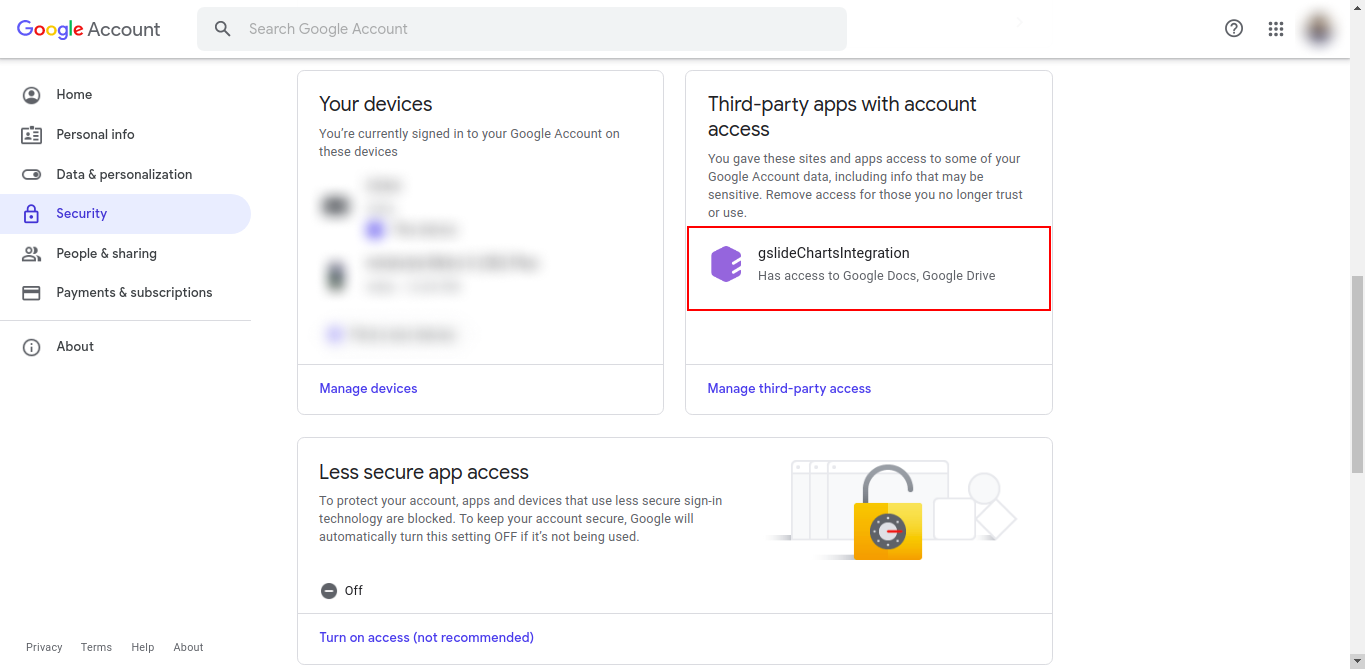 Google Account
Search Google Account
Home
Personal info
Data & personalization
Security
People & sharing
Payments & subscriptions
About
Your devices
You're currently signed in to your Google Account on
these devices
Manage devices
Third-party apps with account
access
You gave these sites and apps access to some of your
Google Account data, including info that may be
sensitive. Remove access for those you no longer trust
or use.
gslideChartsIntegration
Has access to Google Docs, Google Drive
Manage third-party access
Less secure app access
To protect your account, apps and devices that use less secure sign-in
technology are blocked. To keep your account secure, Google will
automatically turn this setting OFF if it's not being used.
Off
Turn on access (not recommended)
Privacy Terms Help About